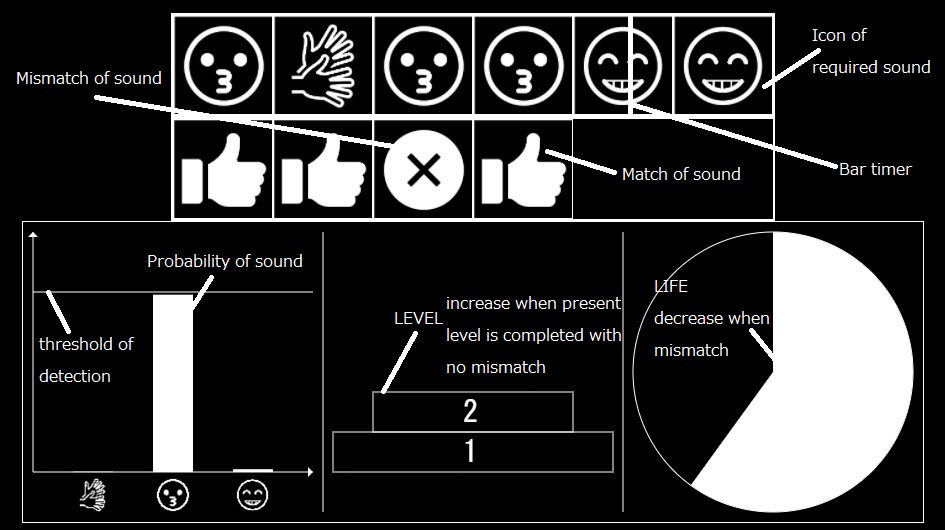 Icon of
required sound
Mismatch of sound
Match of sound
Bar timer
Probability of sound
threshold of
detection
LEVEL
increase when present
level is completed with
no mismatch
2
1
LIFE
decrease when
mismatch